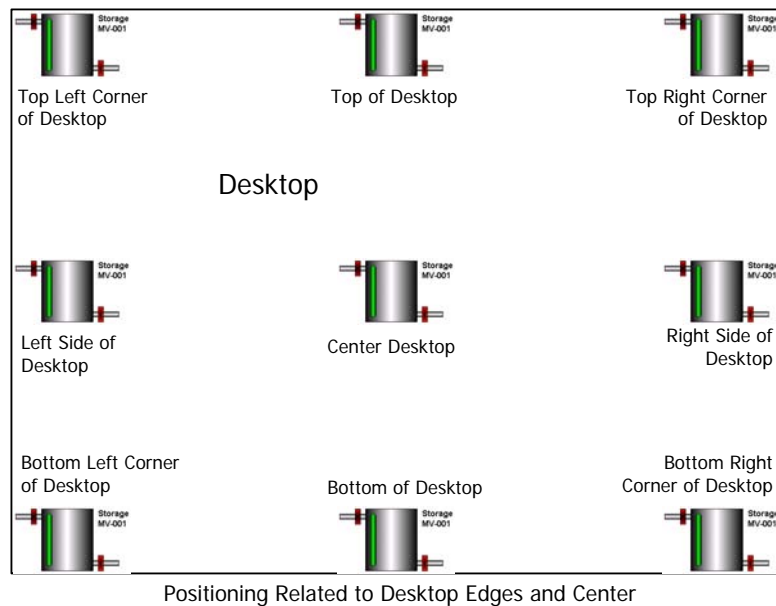 Storage
MV-001
Storage
MV-001
Storage
MV-001
Top Left Corner
of Desktop
Top of Desktop
Top Right Corner
of Desktop
Desktop
Storage
MV-001
Storage
MV-001
Storage
MV-001
Left Side of
Desktop
Center Desktop
Right Side of
Desktop
Bottom Left Corner
of Desktop
Bottom of Desktop
Bottom Right
Corner of Desktop
Storage
MV-001
Storage
MV-001
Storage
MV-001
Positioning Related to Desktop Edges and Center